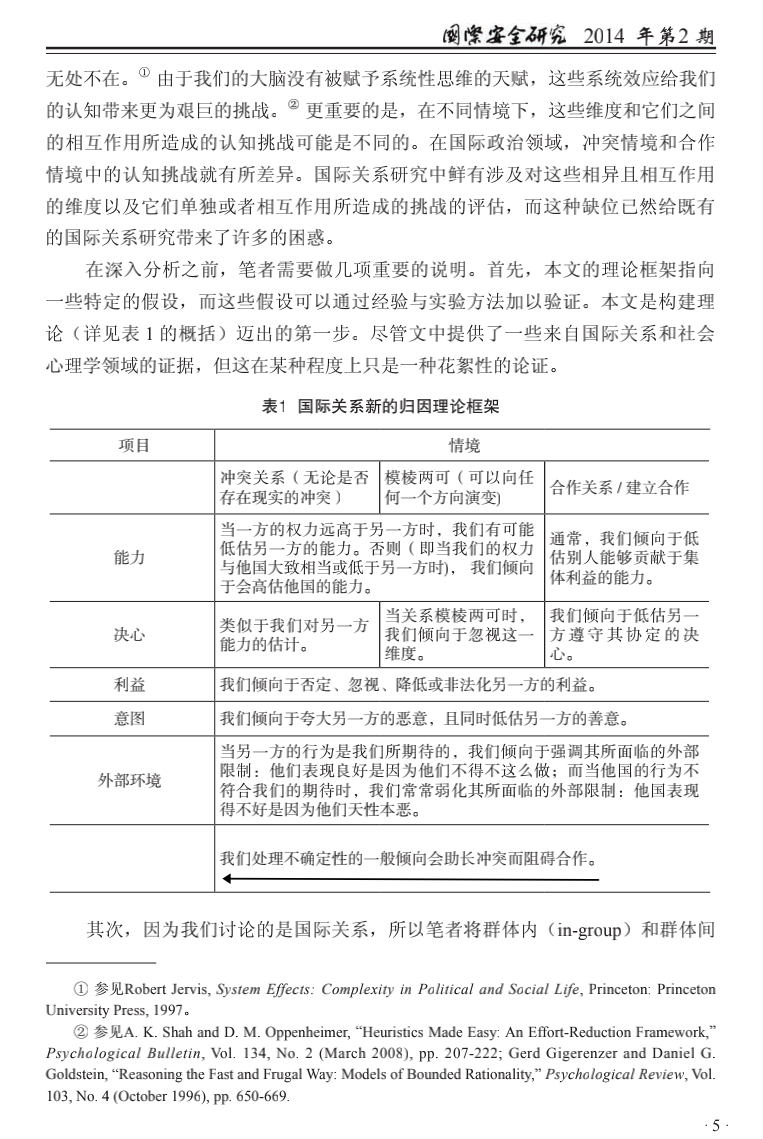 国际安全研究 2014 年第2 期
无处不在。① 由于我们的大脑没有被赋予系统性思维的天赋，这些系统效应给我们
的认知带来更为艰巨的挑战。② 更重要的是，在不同情境下，这些维度和它们之间
的相互作用所造成的认知挑战可能是不同的。在国际政治领域，冲突情境和合作
情境中的认知挑战就有所差异。国际关系研究中鲜有涉及对这些相异且相互作用
的维度以及它们单独或者相互作用所造成的挑战的评估，而这种缺位已然给既有
的国际关系研究带来了许多的困惑。
在深入分析之前，笔者需要做几项重要的说明。首先，本文的理论框架指向
一些特定的假设，而这些假设可以通过经验与实验方法加以验证。本文是构建理
论（详见表 1 的概括）迈出的第一步。尽管文中提供了一些来自国际关系和社会
心理学领域的证据，但这在某种程度上只是一种花絮性的论证。
表1 国际关系新的归因理论框架
项目 情境
冲突关系（无论是否
存在现实的冲突）
模棱两可（可以向任
何一个方向演变)
合作关系 / 建立合作
能力
当一方的权力远高于另一方时，我们有可能
低估另一方的能力。否则（即当我们的权力
与他国大致相当或低于另一方时)， 我们倾向
于会高估他国的能力。
通常，我们倾向于低
估别人能够贡献于集
体利益的能力。
决心
类似于我们对另一方
能力的估计。
当关系模棱两可时，
我们倾向于忽视这一
维度。
我们倾向于低估另一
方遵守其协定的决
心。
利益 我们倾向于否定、忽视、降低或非法化另一方的利益。
意图 我们倾向于夸大另一方的恶意，且同时低估另一方的善意。
外部环境
当另一方的行为是我们所期待的，我们倾向于强调其所面临的外部
限制：他们表现良好是因为他们不得不这么做；而当他国的行为不
符合我们的期待时，我们常常弱化其所面临的外部限制：他国表现
得不好是因为他们天性本恶。
我们处理不确定性的一般倾向会助长冲突而阻碍合作。
其次，因为我们讨论的是国际关系，所以笔者将群体内（in-group）和群体间
① 参见Robert Jervis, System Effects: Complexity in Political and Social Life, Princeton: Princeton
University Press, 1997。
② 参见A. K. Shah and D. M. Oppenheimer, “Heuristics Made Easy: An Effort-Reduction Framework,”
Psychological Bulletin, Vol. 134, No. 2 (March 2008), pp. 207-222; Gerd Gigerenzer and Daniel G.
Goldstein, “Reasoning the Fast and Frugal Way: Models of Bounded Rationality,” Psychological Review, Vol.
103, No. 4 (October 1996), pp. 650-669.
· 5 ·